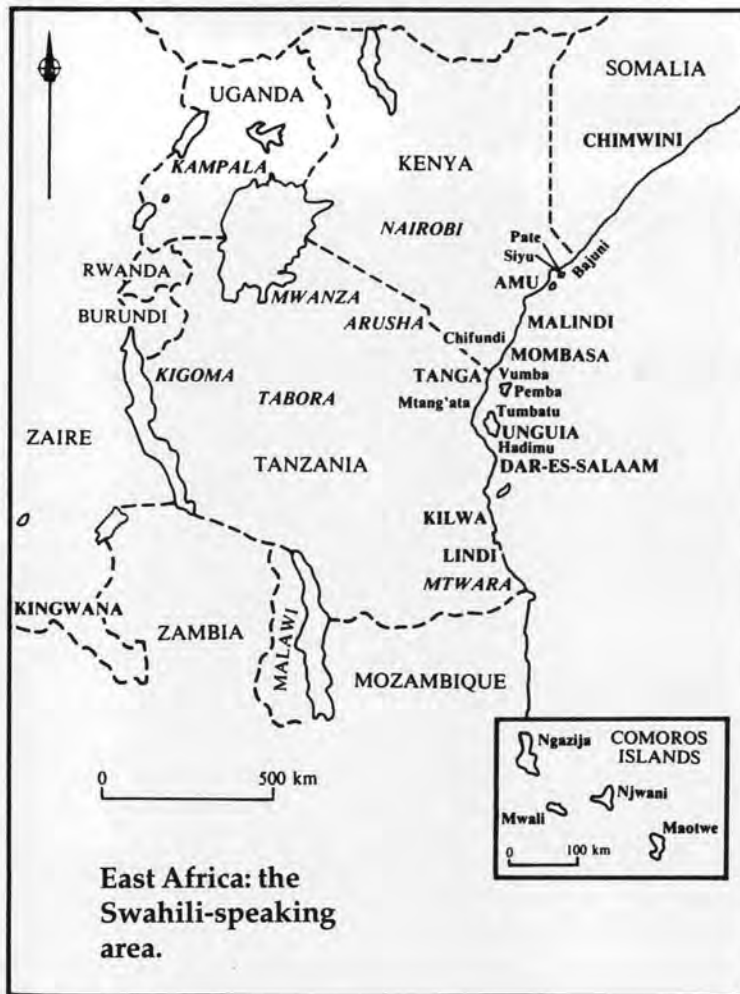 SOMALIA
UGANDA
CHIMWINI
KAMPALA
KENYA
NAIROBI
Pate
Siyu
Bajuni
AMU
RWANDA
MWANZA
BURUNDI
ARUSHA
MALINDI
Chifundi
MOMBASA
KIGOMA
TANGA
Vumba
TABORA
Pemba
Mtang'ata
Tumbatu
ZAIRE
UNGUIA
Hadimu
TANZANIA
DAR-ES-SALAAM
KILWA
LINDI
MTWARA
KINGWANA
ZAMBIA
MALAWI
MOZAMBIQUE
0 500 km
COMOROS
ISLANDS
Ngazija
Njwani
Mwali
Maotwe
0 100 km
East Africa: the
Swahili-speaking
area.